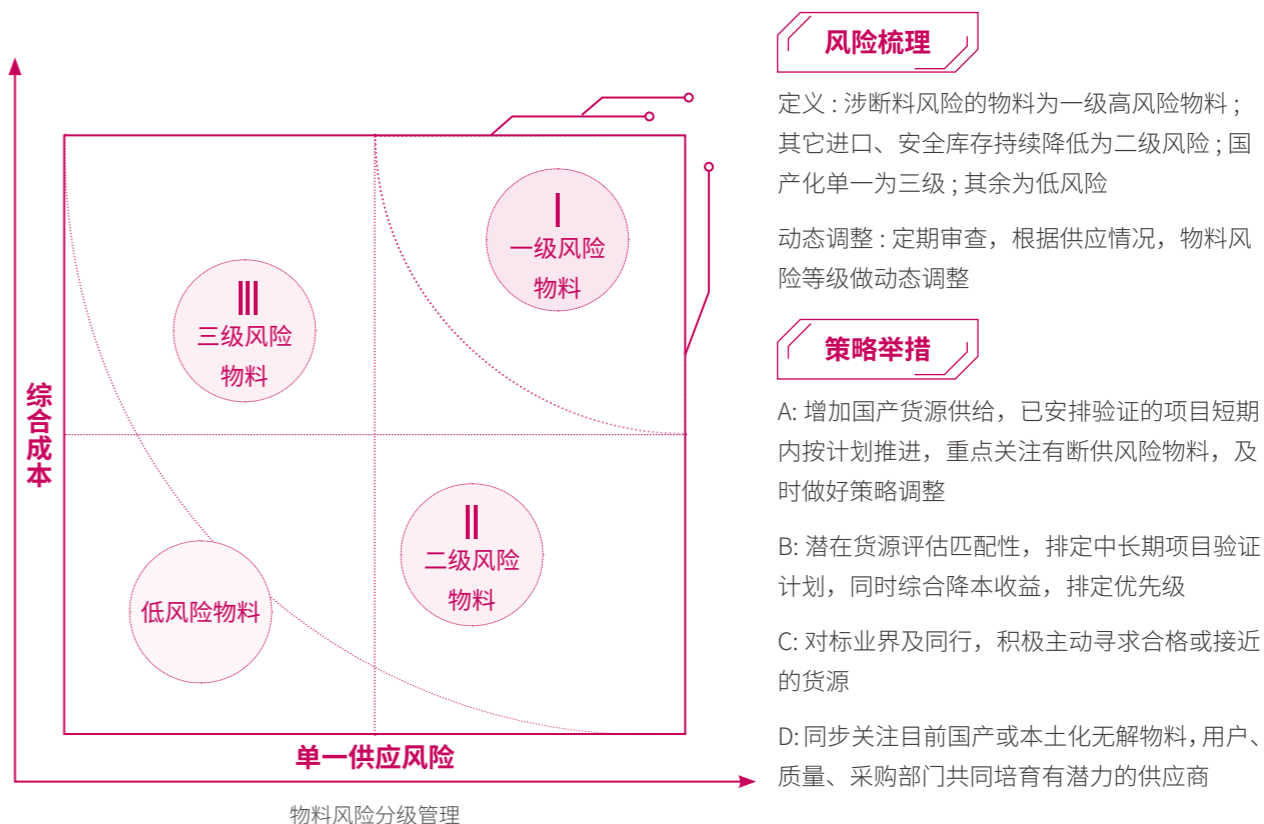 综合成本
Ⅰ
一级风险
物料
Ⅲ
三级风险
物料
Ⅱ
二级风险
物料
低风险物料
单一供应风险
物料风险分级管理
风险梳理
定义 : 涉断料风险的物料为一级高风险物料 ;
其它进口、安全库存持续降低为二级风险 ; 国
产化单一为三级 ; 其余为低风险
动态调整 : 定期审查，根据供应情况，物料风
险等级做动态调整
策略举措
A: 增加国产货源供给，已安排验证的项目短期
内按计划推进，重点关注有断供风险物料，及
时做好策略调整
B: 潜在货源评估匹配性，排定中长期项目验证
计划，同时综合降本收益，排定优先级
C: 对标业界及同行，积极主动寻求合格或接近
的货源
D: 同步关注目前国产或本土化无解物料，用户、
质量、采购部门共同培育有潜力的供应商